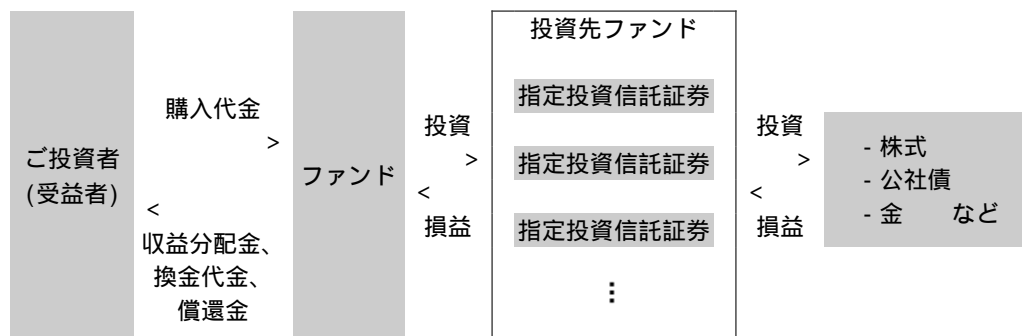 ご投資者
(受益者)
購入代金
>
<
収益分配金、
換金代金、
償還金
ファンド
投資
>
<
損益
投資先ファンド
指定投資信託証券
指定投資信託証券
指定投資信託証券
⋮
投資
>
<
損益
- 株式
- 公社債
- 金　　など